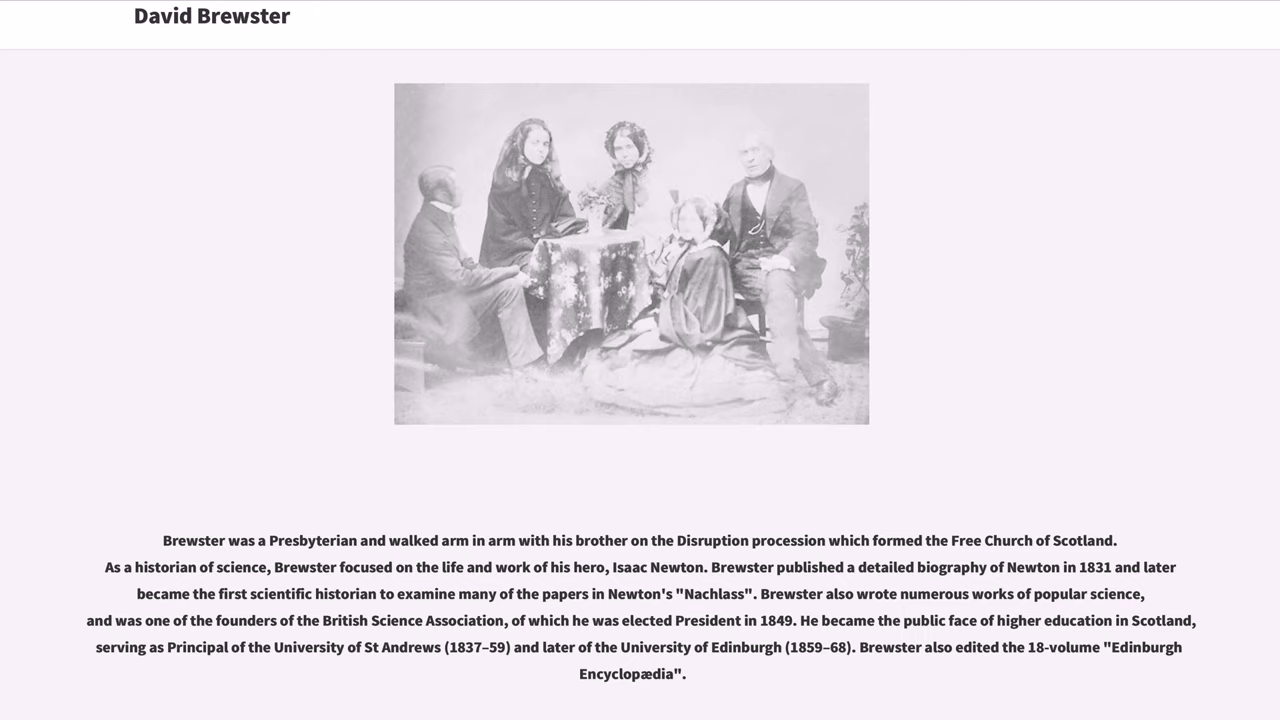 David Brewster
Brewster was a Presbyterian and walked arm in arm with his brother on the Disruption procession which formed the Free Church of Scotland.
As a historian of science, Brewster focused on the life and work of his hero, Isaac Newton. Brewster published a detailed biography of Newton in 1831 and later
became the first scientific historian to examine many of the papers in Newton's "Nachlass". Brewster also wrote numerous works of popular science,
and was one of the founders of the British Science Association, of which he was elected President in 1849. He became the public face of higher education in Scotland,
serving as Principal of the University of St Andrews (1837–59) and later of the University of Edinburgh (1859–68). Brewster also edited the 18-volume "Edinburgh
Encyclopædia".